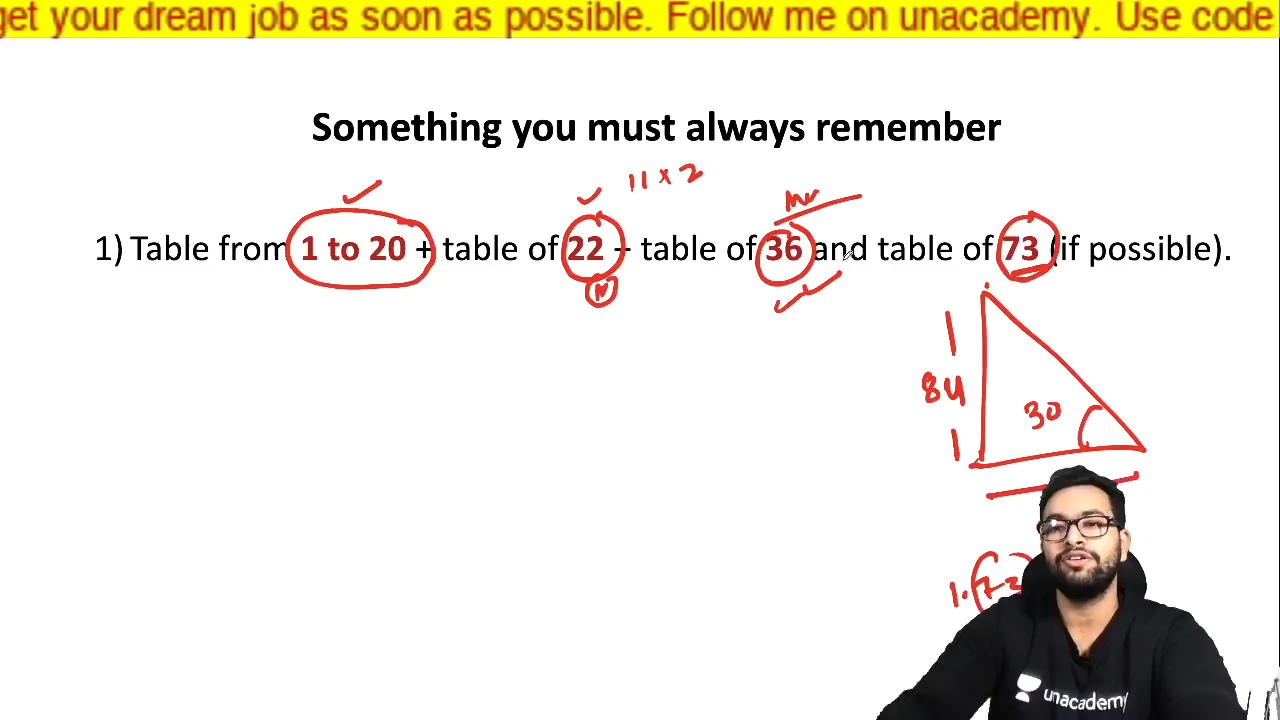 get your dream job as soon as possible. Follow me on unacademy. Use code
Something you must always remember
11 x 2
1) Table from 1 to 20 + table of 22 + table of 36 and table of 73 (if possible).
1
84
30
1
unacademy